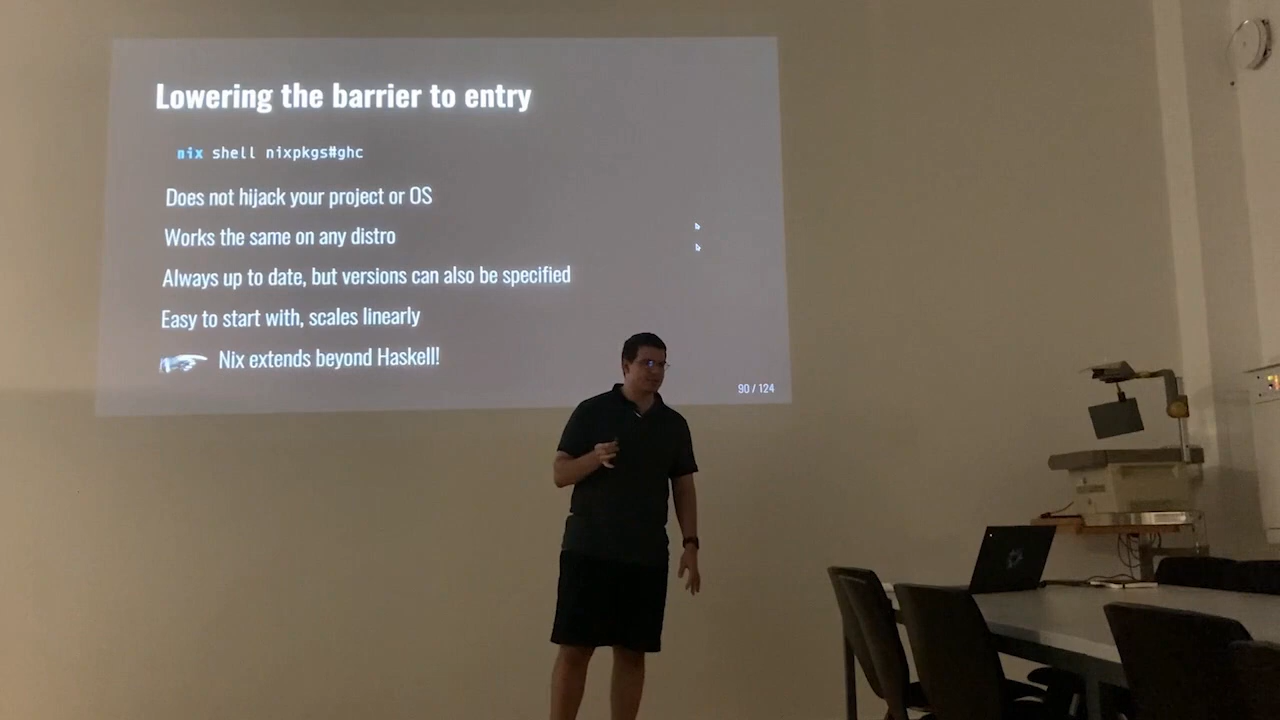 Lowering the barrier to entry
nix shell nixpkgs#ghc
Does not hijack your project or OS
Works the same on any distro
Always up to date, but versions can also be specified
Easy to start with, scales linearly
Nix extends beyond Haskell!
90 / 124